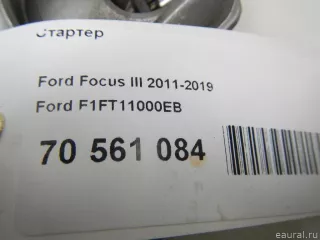 Стартер
Ford Focus III 2011-2019
Ford F1FT11000EB
70 561 084
eaural.ru